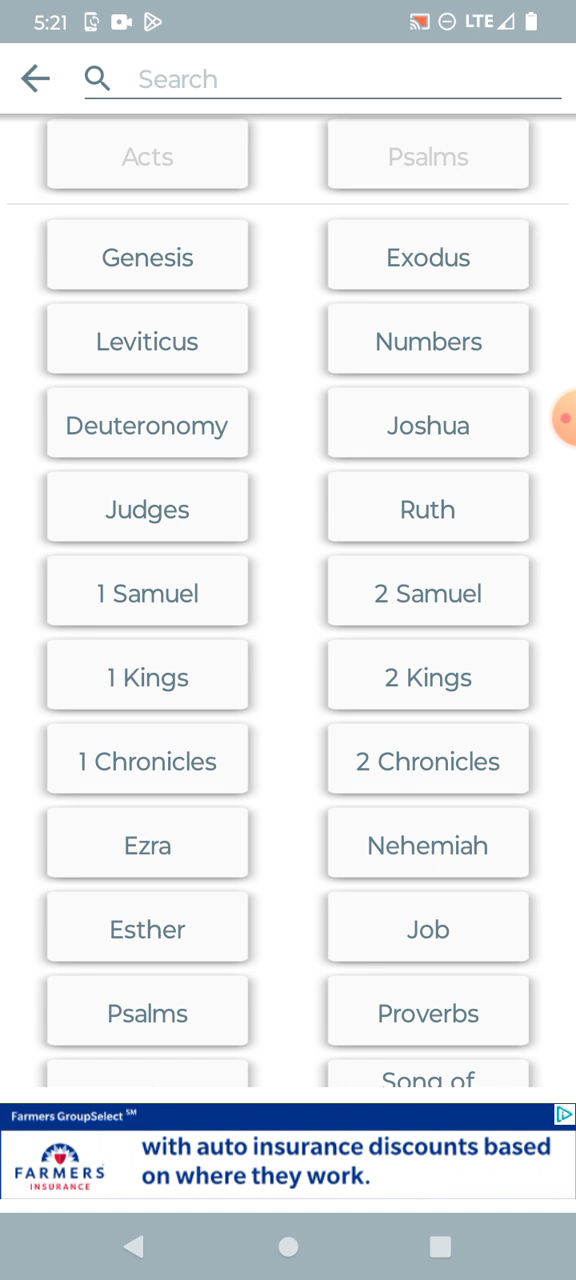 5:21 LTE
Search
Acts Psalms
Genesis Exodus
Leviticus Numbers
Deuteronomy Joshua
Judges Ruth
1 Samuel 2 Samuel
1 Kings 2 Kings
1 Chronicles 2 Chronicles
Ezra Nehemiah
Esther Job
Psalms Proverbs
Song of
Farmers GroupSelect ℠
with auto insurance discounts based
on where they work.
FARMERS
INSURANCE